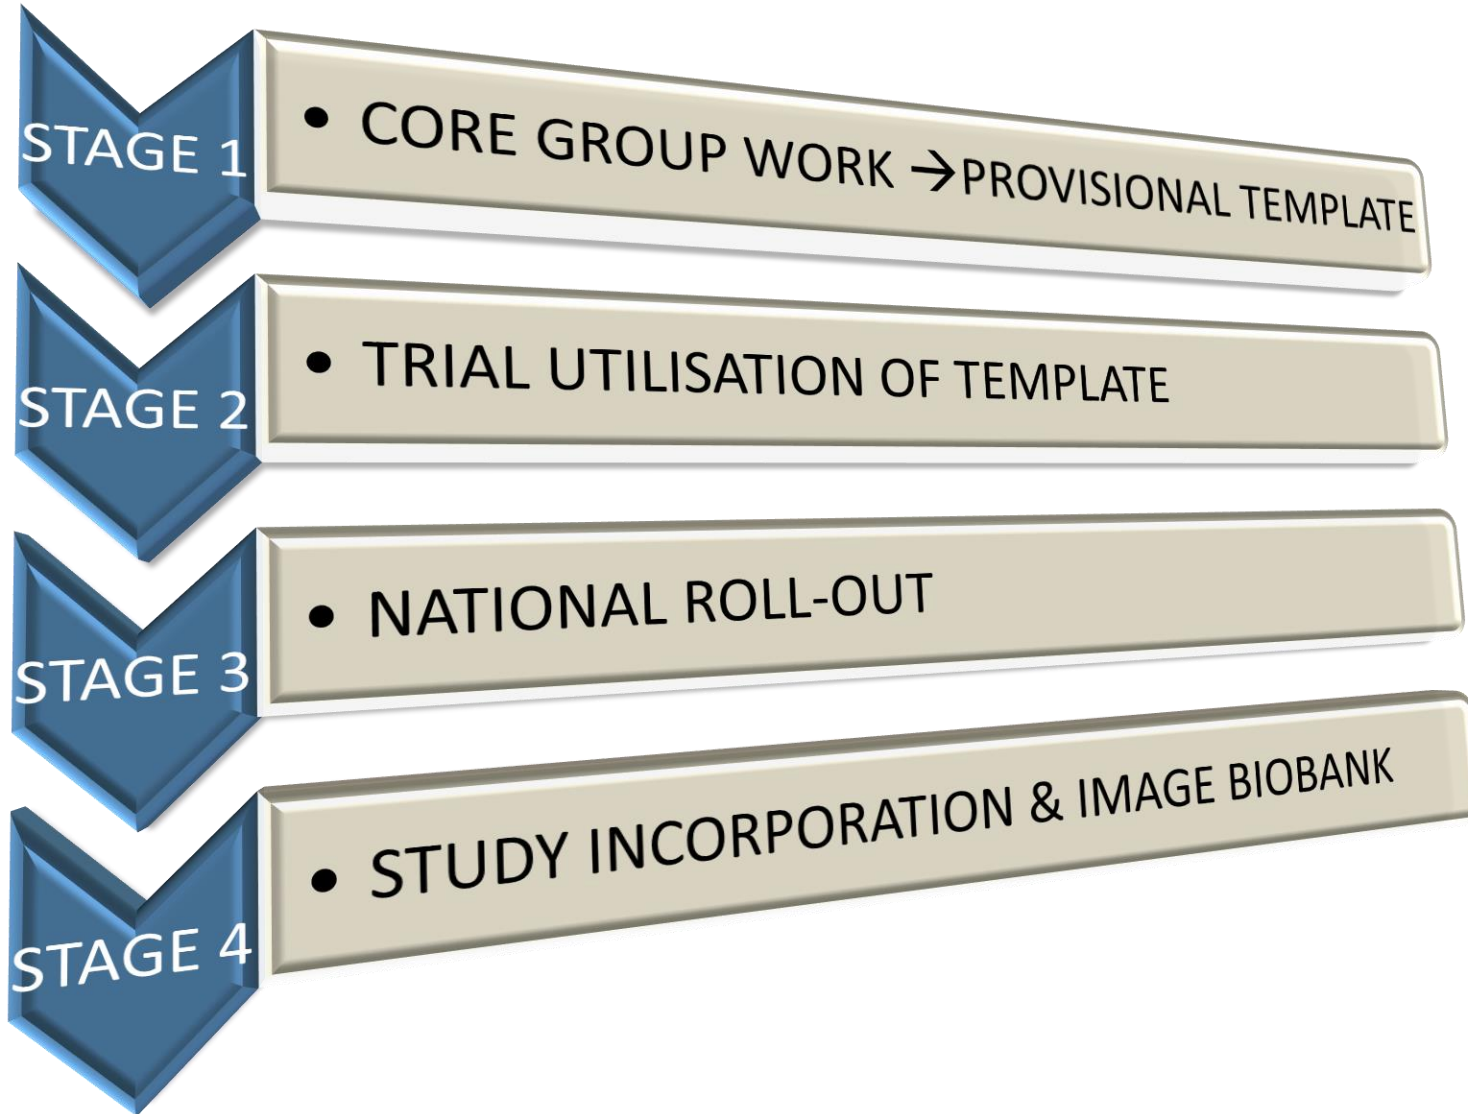 STAGE 1
• CORE GROUP WORK → PROVISIONAL TEMPLATE
STAGE 2
• TRIAL UTILISATION OF TEMPLATE
STAGE 3
• NATIONAL ROLL-OUT
STAGE 4
• STUDY INCORPORATION & IMAGE BIOBANK